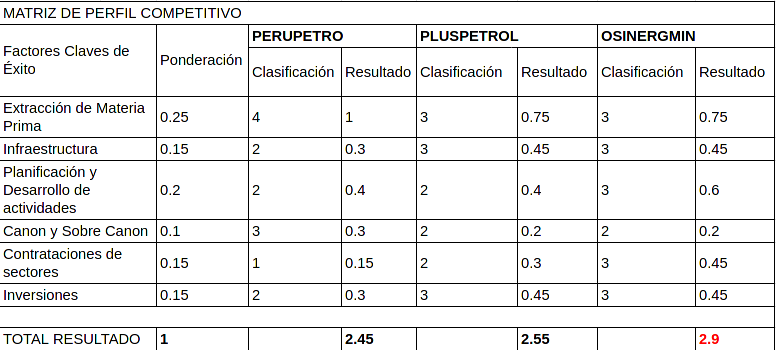 MATRIZ DE PERFIL COMPETITIVO
Factores Claves de Éxito | Ponderación | PERUPETRO | PLUSPETROL | OSINERGMIN
Clasificación | Resultado | Clasificación | Resultado | Clasificación | Resultado
Extracción de Materia Prima | 0.25 | 4 | 1 | 3 | 0.75 | 3 | 0.75
Infraestructura | 0.15 | 2 | 0.3 | 3 | 0.45 | 3 | 0.45
Planificación y Desarrollo de actividades | 0.2 | 2 | 0.4 | 2 | 0.4 | 3 | 0.6
Canon y Sobre Canon | 0.1 | 3 | 0.3 | 2 | 0.2 | 2 | 0.2
Contrataciones de sectores | 0.15 | 1 | 0.15 | 2 | 0.3 | 3 | 0.45
Inversiones | 0.15 | 2 | 0.3 | 3 | 0.45 | 3 | 0.45
TOTAL RESULTADO | 1 | 2.45 | 2.55 | 2.9